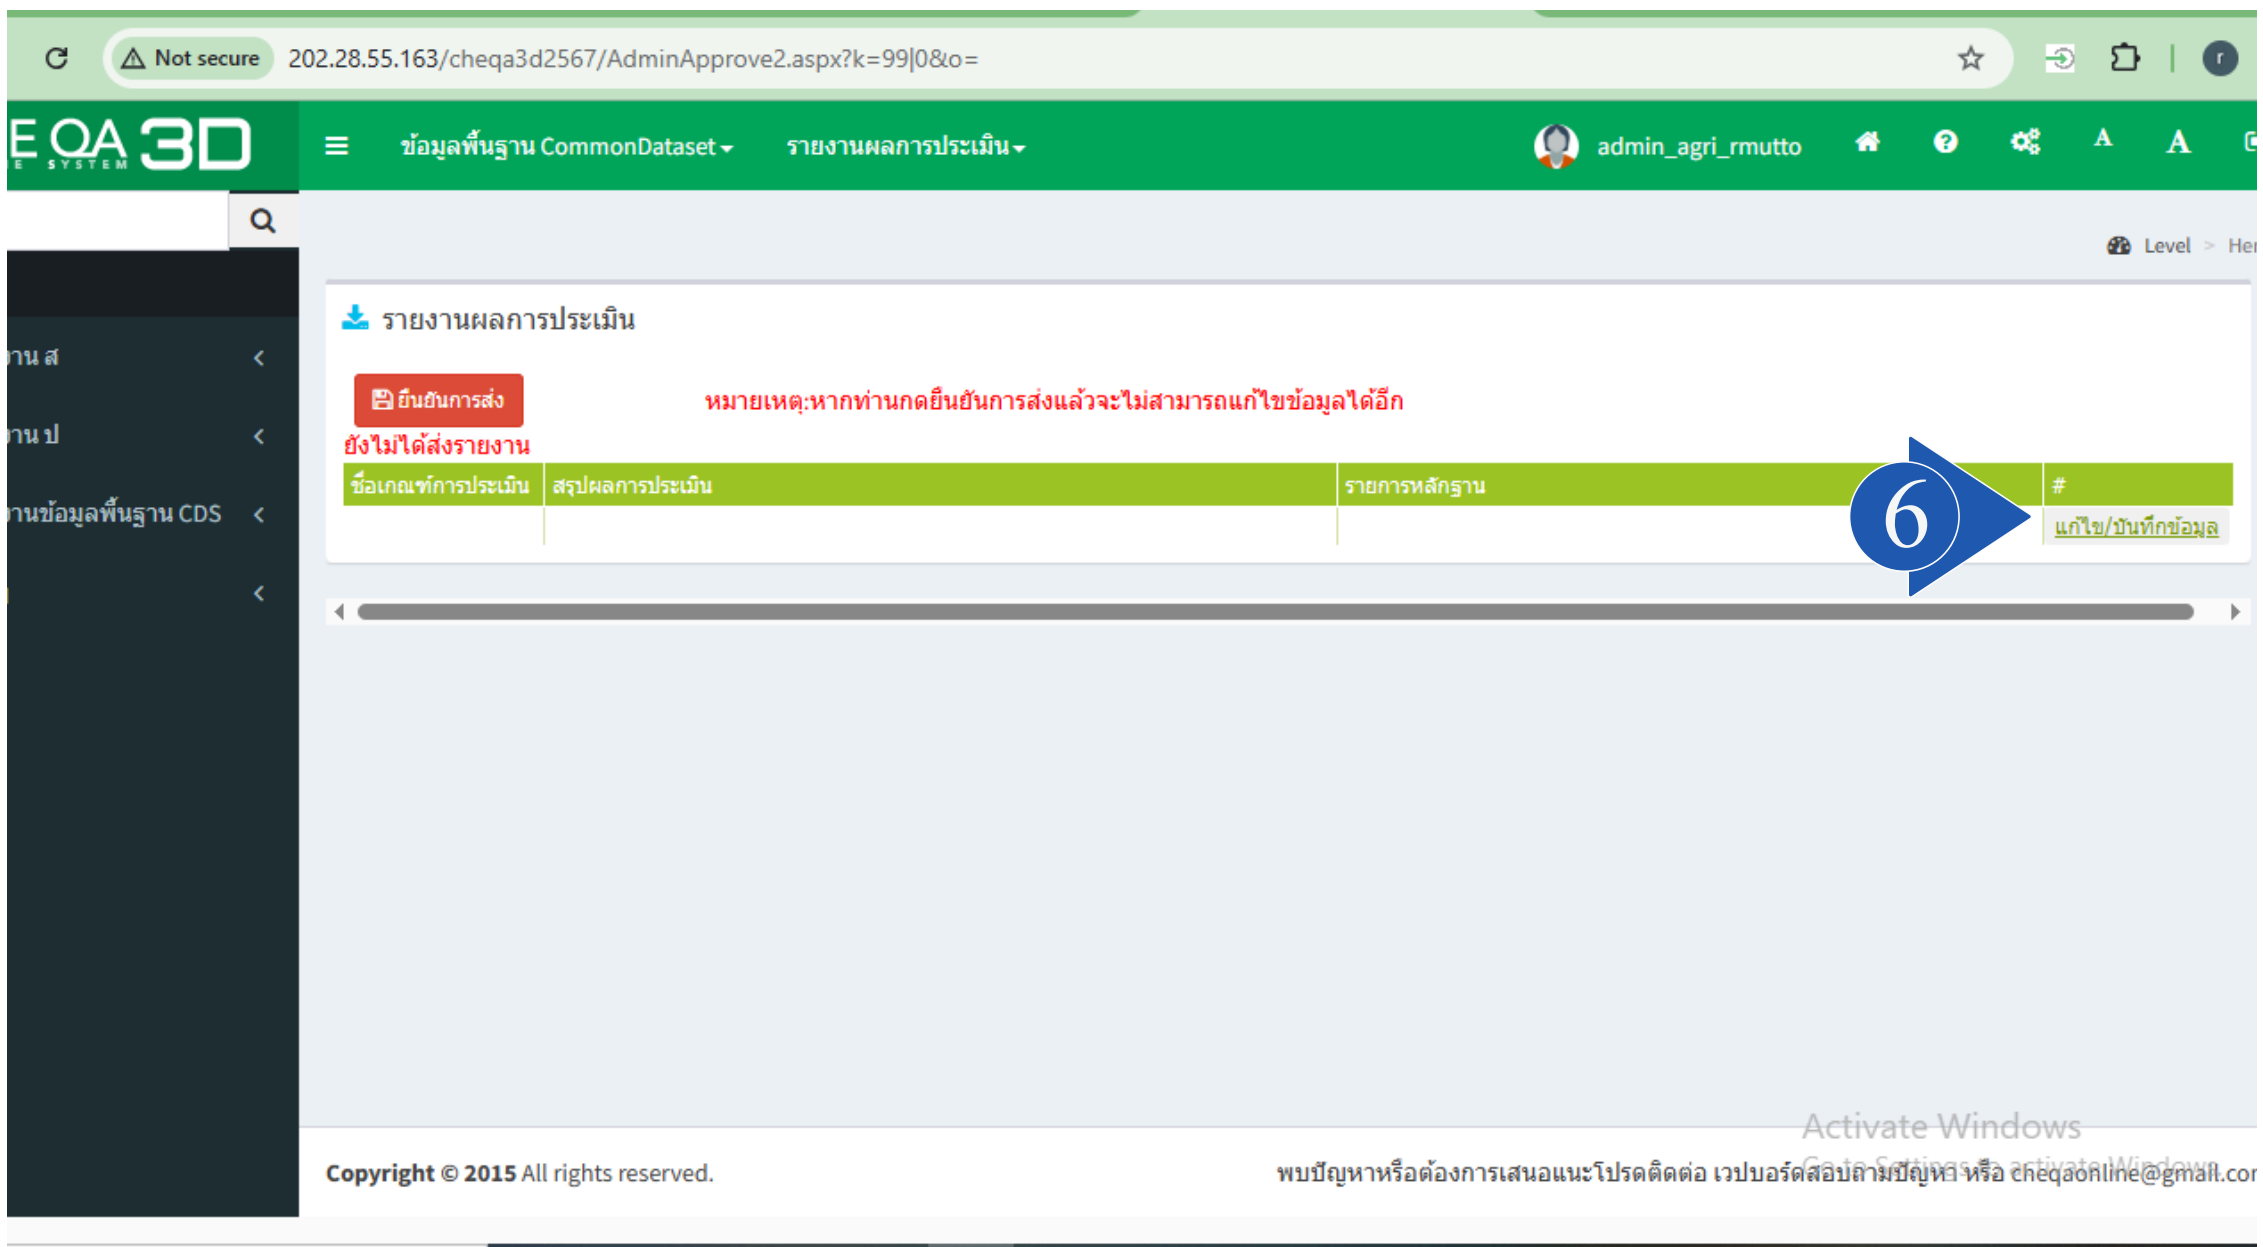 Not secure 202.28.55.163/cheqa3d2567/AdminApprove2.aspx?k=99|0&o= r
E QA 3D
E SYSTEM
ข้อมูลพื้นฐาน CommonDataset รายงานผลการประเมิน admin_agri_rmutto A A
Level > Her
รายงานผลการประเมิน
งาน ส
ยืนยันการส่ง หมายเหตุ:หากท่านกดยืนยันการส่งแล้วจะไม่สามารถแก้ไขข้อมูลได้อีก
งาน ป
ยังไม่ได้ส่งรายงาน
ชื่อเกณฑ์การประเมิน สรุปผลการประเมิน รายการหลักฐาน #
งานข้อมูลพื้นฐาน CDS
6 แก้ไข/บันทึกข้อมูล
Activate Windows
Go to Settings to activate Windows.
Copyright © 2015 All rights reserved. พบปัญหาหรือต้องการเสนอแนะโปรดติดต่อ เวปบอร์ดสอบถามปัญหา หรือ cheqaonline@gmail.com